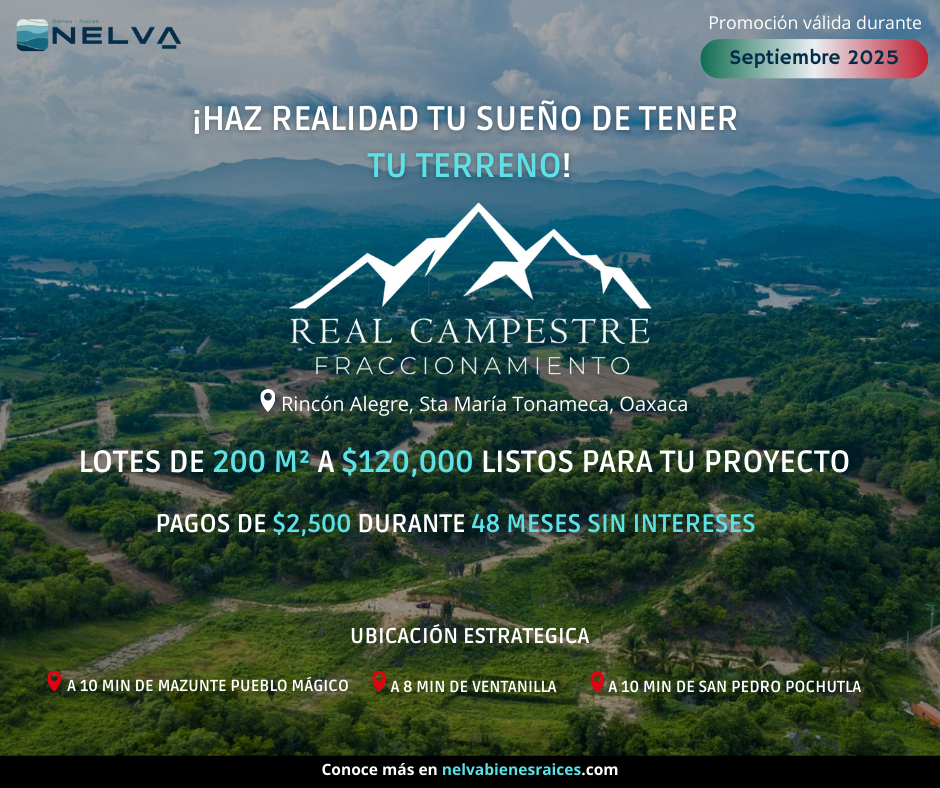 Bienes - Raíces
NELVA
Promoción válida durante
Septiembre 2025
¡HAZ REALIDAD TU SUEÑO DE TENER
TU TERRENO!
REAL CAMPESTRE
FRACCIONAMIENTO
Rincón Alegre, Sta María Tonameca, Oaxaca
LOTES DE 200 M² A $120,000 LISTOS PARA TU PROYECTO
PAGOS DE $2,500 DURANTE 48 MESES SIN INTERESES
UBICACIÓN ESTRATEGICA
A 10 MIN DE MAZUNTE PUEBLO MÁGICO
A 8 MIN DE VENTANILLA
A 10 MIN DE SAN PEDRO POCHUTLA
Conoce más en nelvabienesraices.com